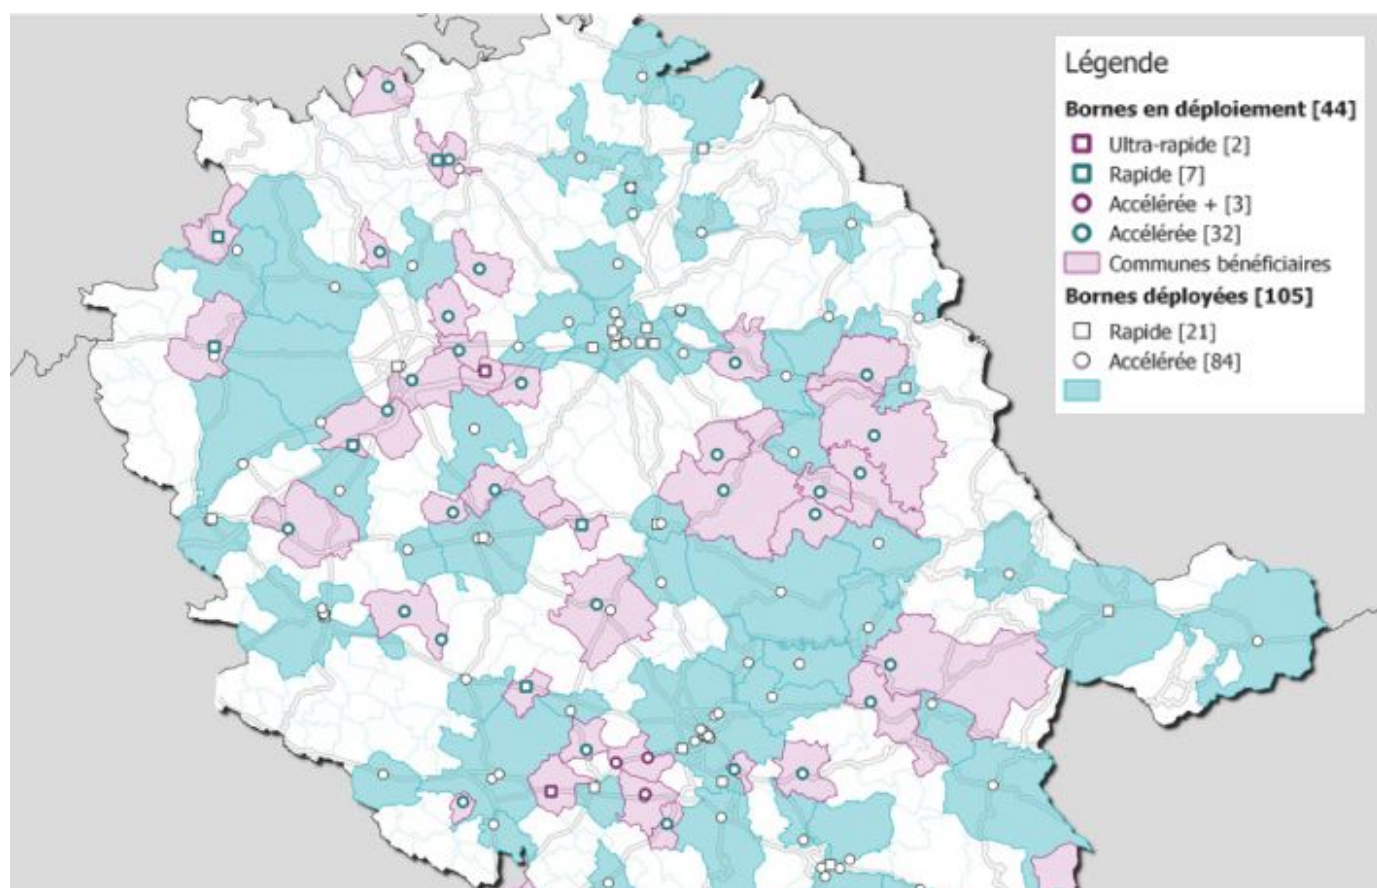 Légende
Bornes en déploiement [44]
Ultra-rapide [2]
Rapide [7]
Accélérée + [3]
Accélérée [32]
Communes bénéficiaires
Bornes déployées [105]
Rapide [21]
Accélérée [84]